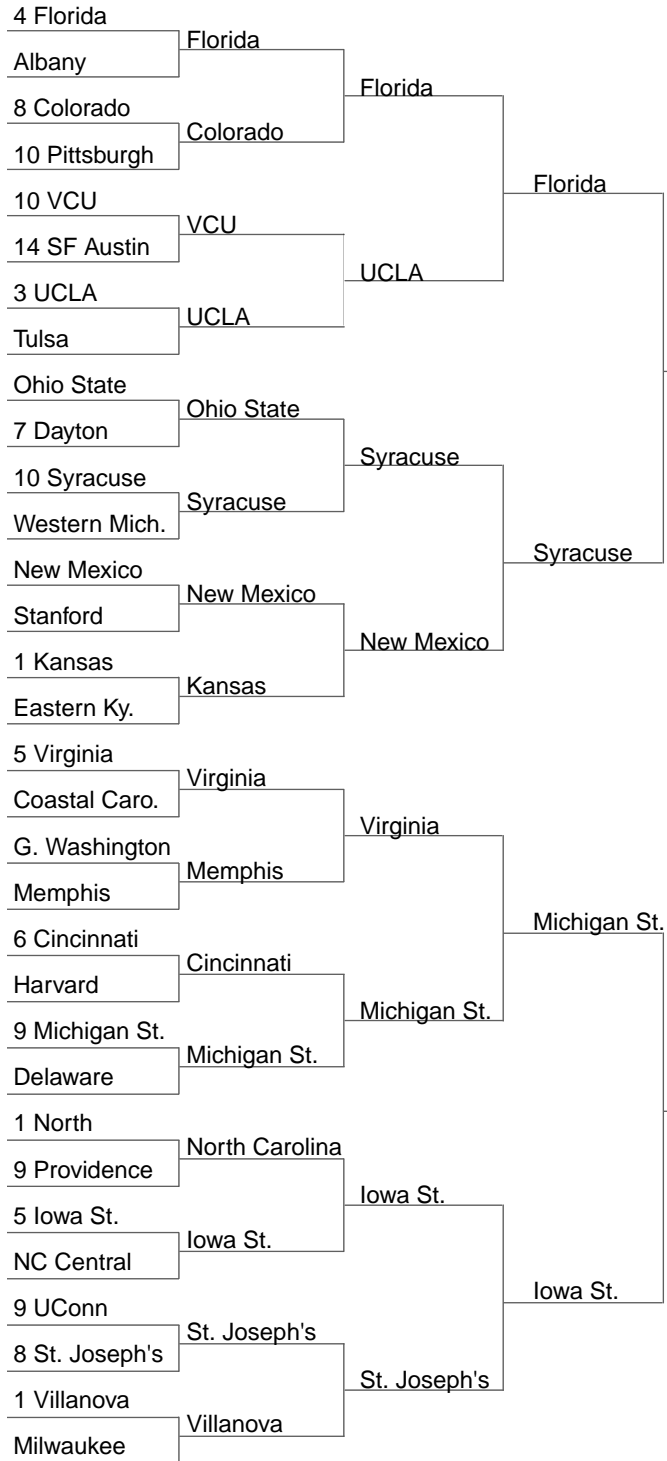 4 Florida
Albany
8 Colorado
10 Pittsburgh
10 VCU
14 SF Austin
3 UCLA
Tulsa
Ohio State
7 Dayton
10 Syracuse
Western Mich.
New Mexico
Stanford
1 Kansas
Eastern Ky.
5 Virginia
Coastal Caro.
G. Washington
Memphis
6 Cincinnati
Harvard
9 Michigan St.
Delaware
1 North
9 Providence
5 Iowa St.
NC Central
9 UConn
8 St. Joseph's
1 Villanova
Milwaukee
Florida
Colorado
VCU
UCLA
Ohio State
Syracuse
New Mexico
Kansas
Virginia
Memphis
Cincinnati
Michigan St.
North Carolina
Iowa St.
St. Joseph's
Villanova
Florida
UCLA
Syracuse
New Mexico
Virginia
Michigan St.
Iowa St.
St. Joseph's
Florida
Syracuse
Michigan St.
Iowa St.